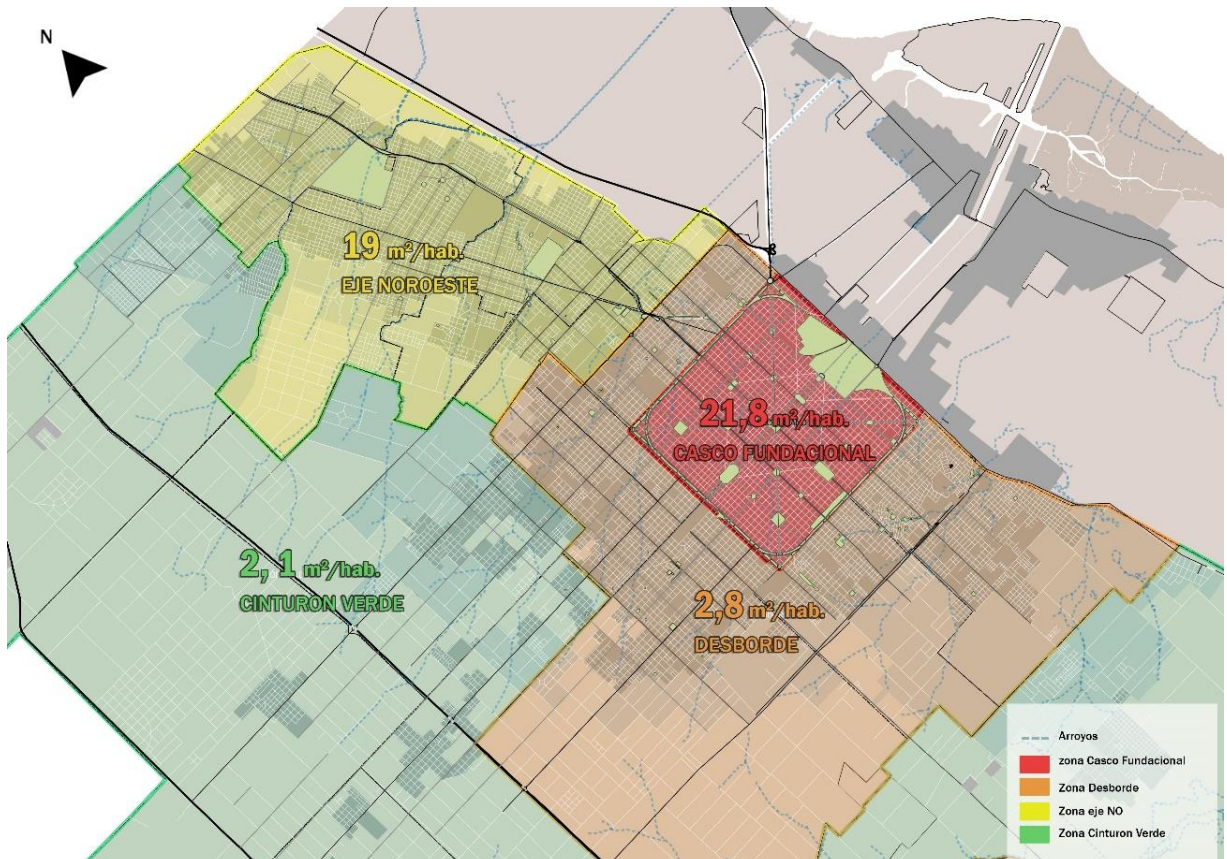 N
19 m²/hab.
EJE NOROESTE
21,8 m²/hab.
CASCO FUNDACIONAL
2, 1 m²/hab.
CINTURON VERDE
2,8 m²/hab.
DESBORDE
Arroyos
zona Casco Fundacional
Zona Desborde
Zona eje NO
Zona Cinturon Verde